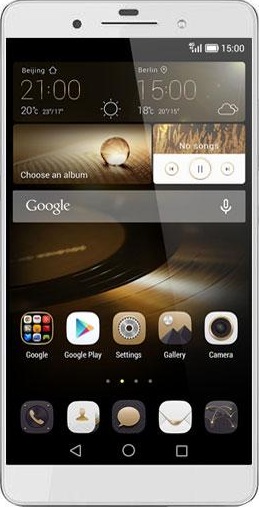 4G 15:00
Beijing Berlin
21:00 15:00
20°c 23°/17° 18°c 20°/15°
No songs
Choose an album
Google
Google Google Play Settings Gallery Camera